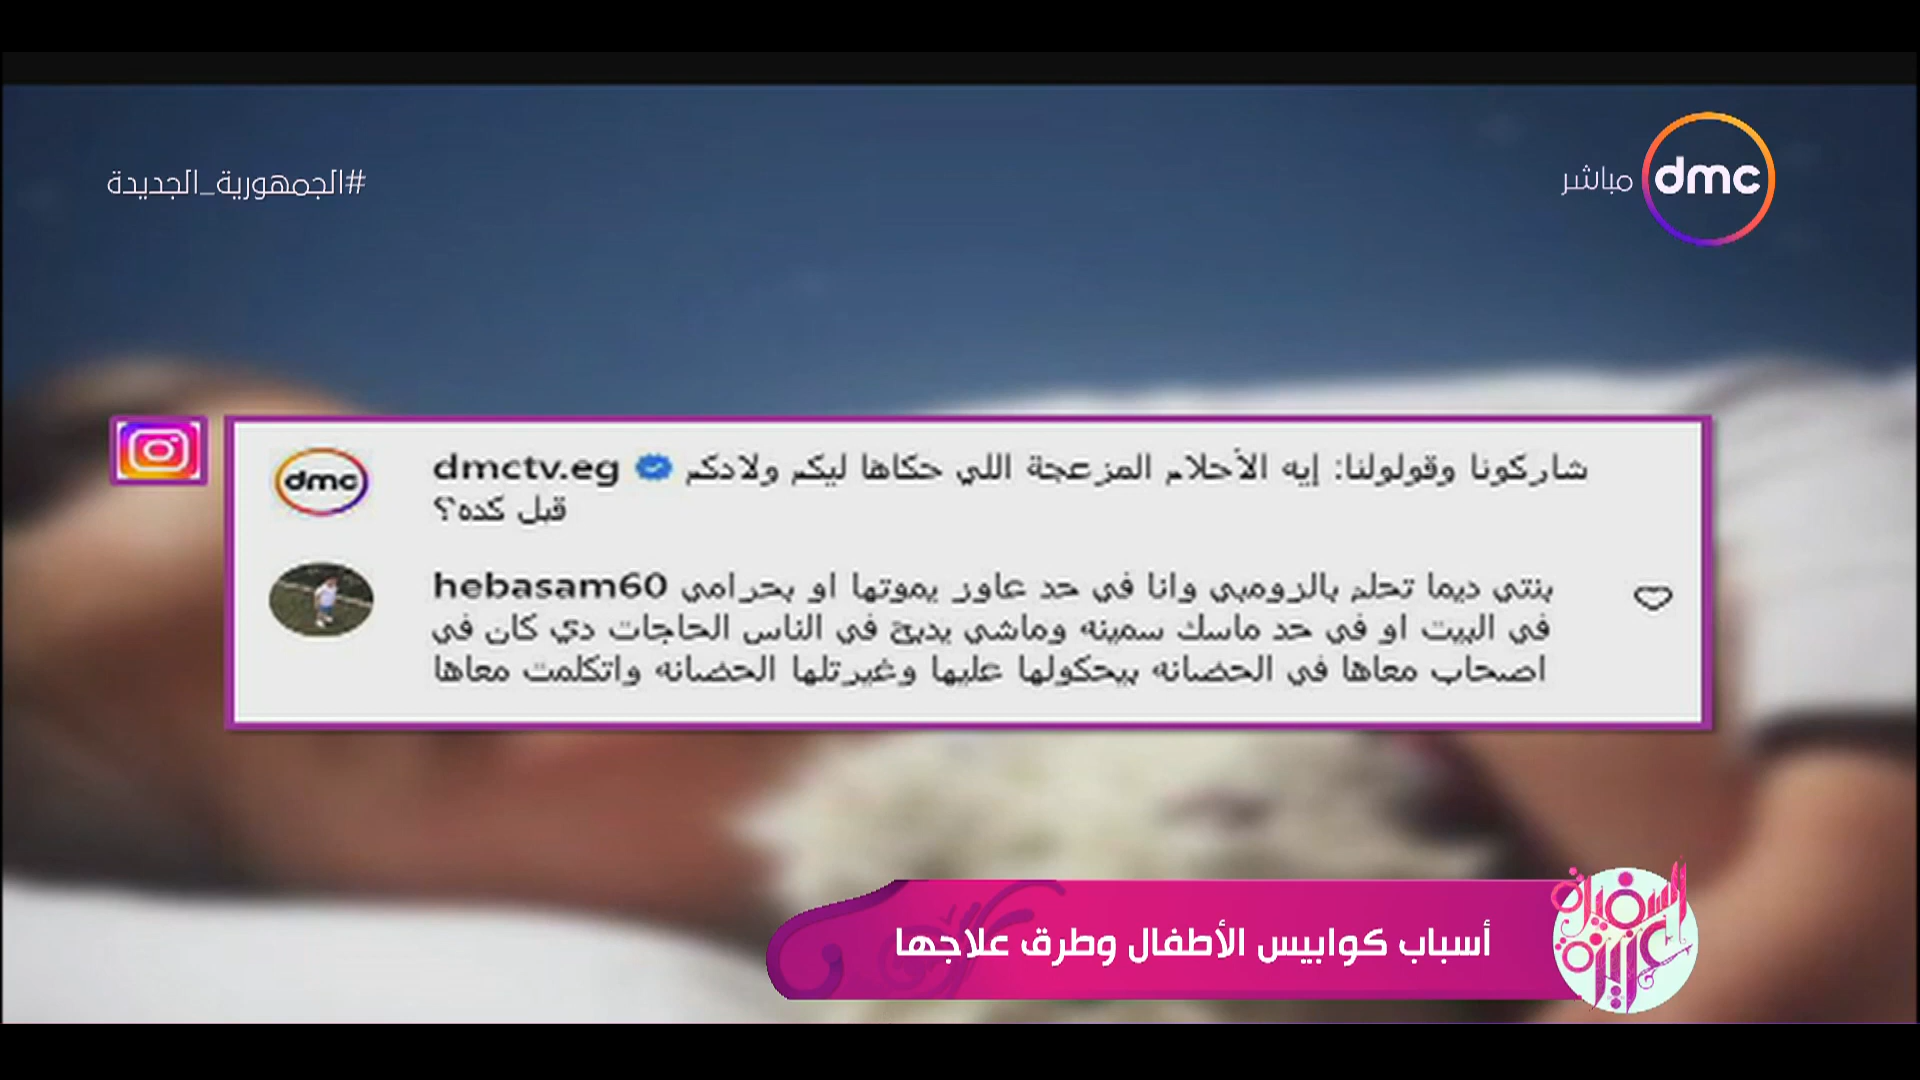 #الجمهورية_الجديدة
مباشر
dmc
dmc
dmctv.eg شاركونا وقولولنا: إيه الأحلام المزعجة اللي حكاها ليكم ولادكم
قبل كده؟
hebasam60 بنتي ديما تحلم بالزومبي وانا في حد عاوز يموتها او بحرامي
في البيت او في حد ماسك سمينه وماشي يدبح في الناس الحاجات دي كان في
اصحاب معاها في الحضانه بيحكولها عليها وغيرتلها الحضانه واتكلمت معاها
أسباب كوابيس الأطفال وطرق علاجها
السفيرة عزيزة